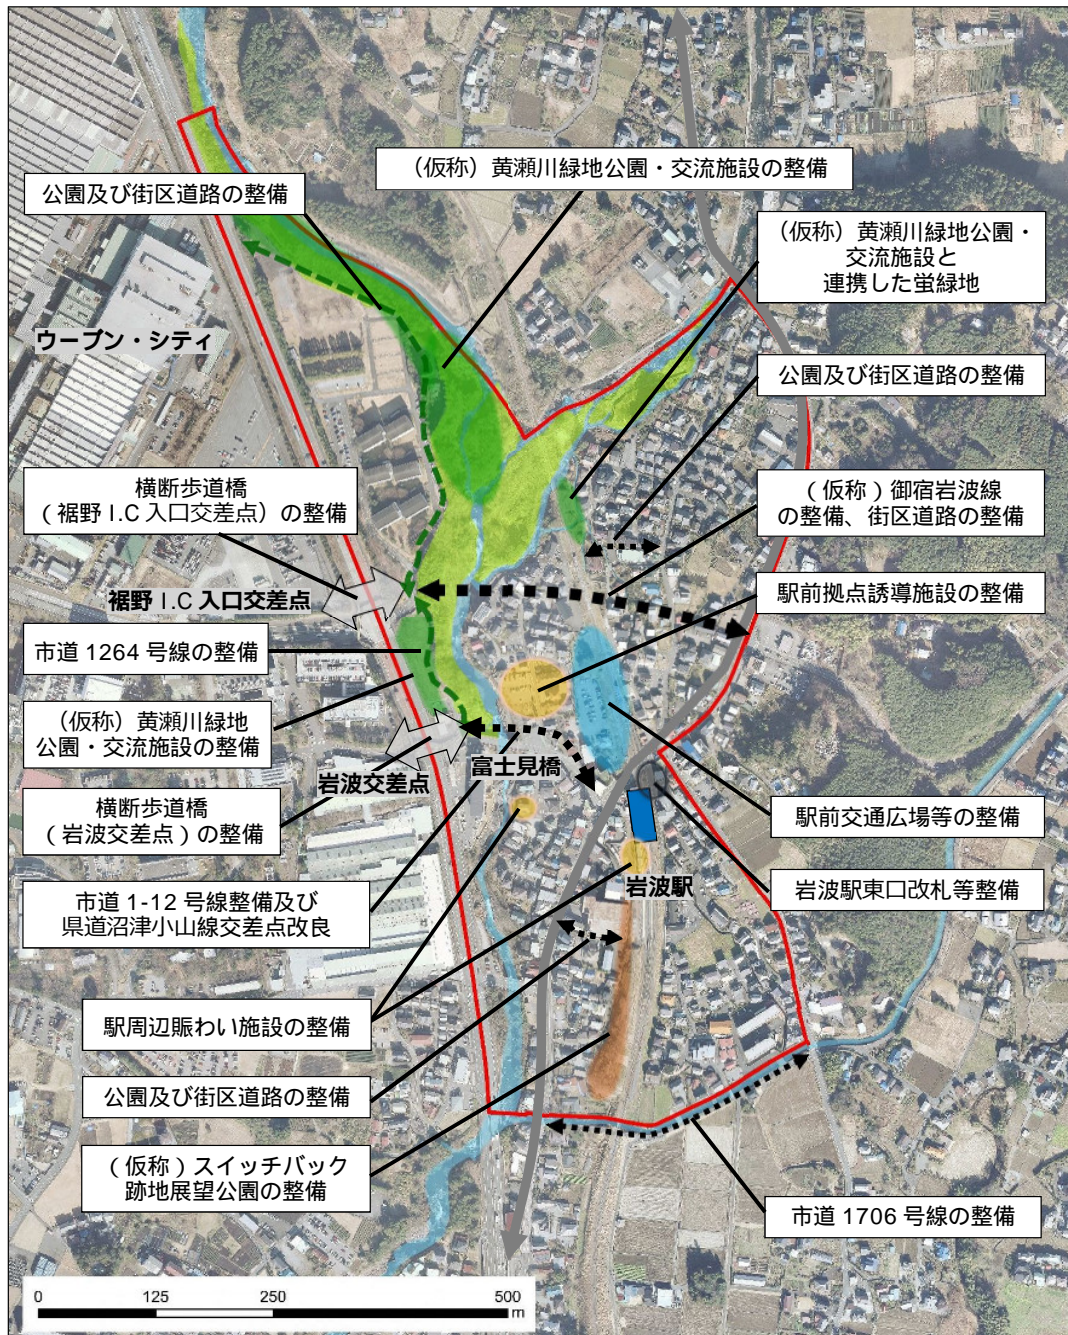 （仮称）黄瀬川緑地公園・交流施設の整備
公園及び街区道路の整備
（仮称）黄瀬川緑地公園・
交流施設と
連携した蛍緑地
ウーブン・シティ
公園及び街区道路の整備
横断歩道橋
（裾野 I.C 入口交差点）の整備
（仮称）御宿岩波線
の整備、街区道路の整備
裾野 I.C 入口交差点
駅前拠点誘導施設の整備
市道 1264 号線の整備
（仮称）黄瀬川緑地
公園・交流施設の整備
富士見橋
岩波交差点
横断歩道橋
（岩波交差点）の整備
駅前交通広場等の整備
岩波駅
岩波駅東口改札等整備
市道 1-12 号線整備及び
県道沼津小山線交差点改良
駅周辺賑わい施設の整備
公園及び街区道路の整備
（仮称）スイッチバック
跡地展望公園の整備
市道 1706 号線の整備
0 125 250 500
m